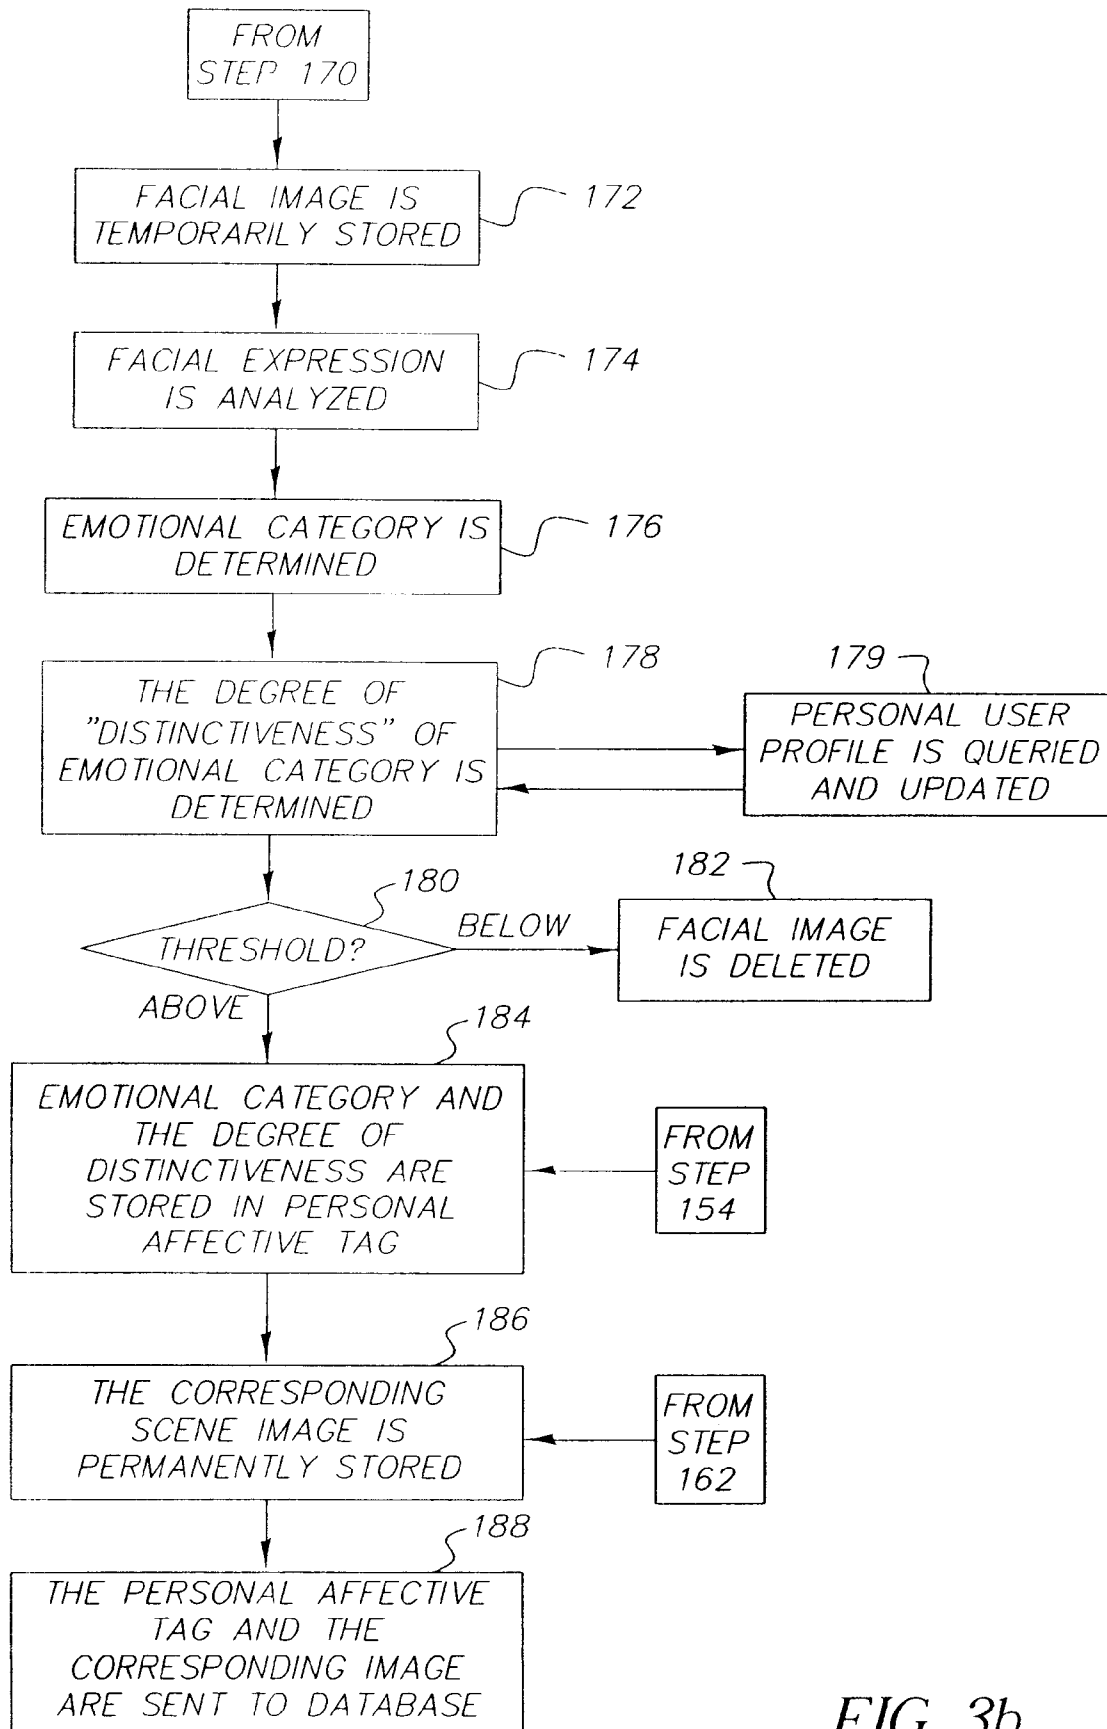 FROM
STEP 170
FACIAL IMAGE IS
TEMPORARILY STORED
172
FACIAL EXPRESSION
IS ANALYZED
174
EMOTIONAL CATEGORY IS
DETERMINED
176
THE DEGREE OF
"DISTINCTIVENESS" OF
EMOTIONAL CATEGORY IS
DETERMINED
178
179
PERSONAL USER
PROFILE IS QUERIED
AND UPDATED
THRESHOLD?
180
BELOW
182
FACIAL IMAGE
IS DELETED
ABOVE
184
EMOTIONAL CATEGORY AND
THE DEGREE OF
DISTINCTIVENESS ARE
STORED IN PERSONAL
AFFECTIVE TAG
FROM
STEP
154
186
THE CORRESPONDING
SCENE IMAGE IS
PERMANENTLY STORED
FROM
STEP
162
188
THE PERSONAL AFFECTIVE
TAG AND THE
CORRESPONDING IMAGE
ARE SENT TO DATABASE
FIG. 3b